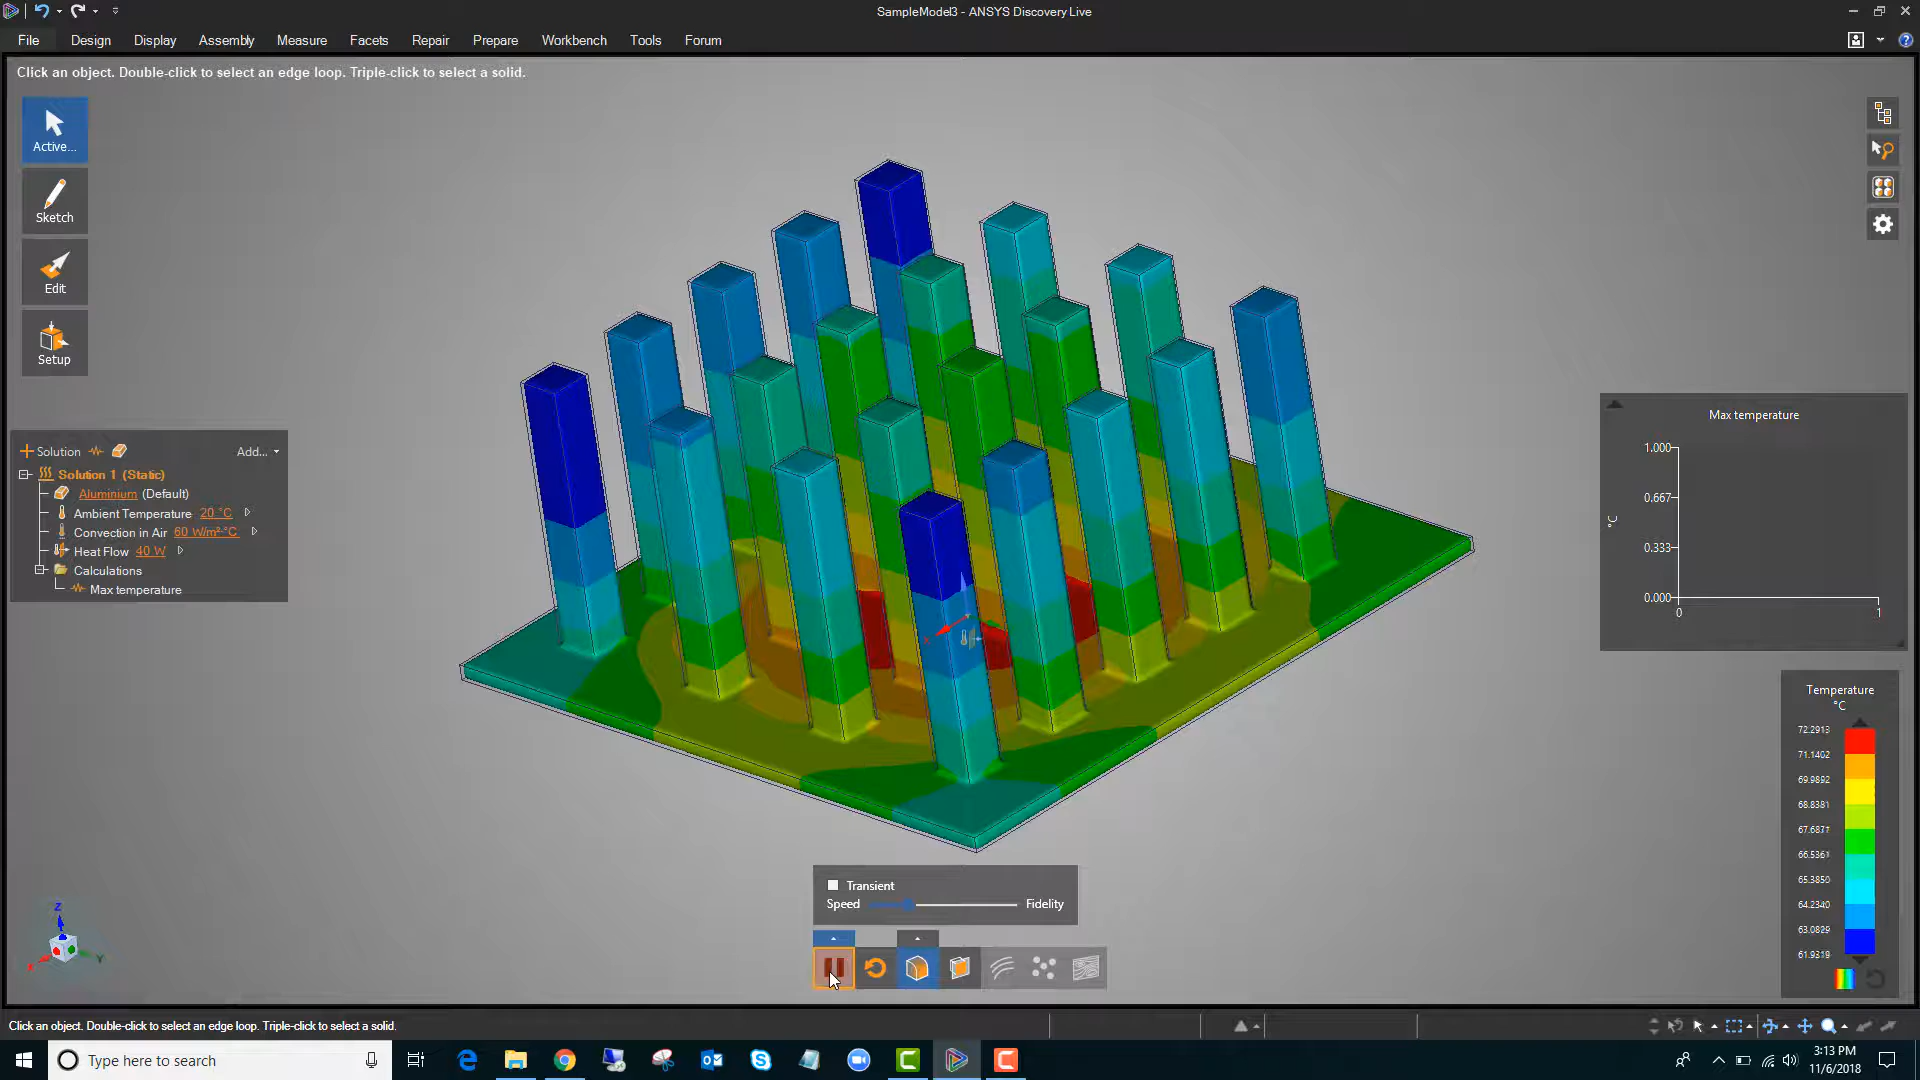 SampleModel3 - ANSYS Discovery Live
File Design Display Assembly Measure Facets Repair Prepare Workbench Tools Forum
Click an object. Double-click to select an edge loop. Triple-click to select a solid.
Active...
Sketch
Edit
Setup
Solution Add...
Solution 1 (Static)
Aluminium (Default)
Ambient Temperature 20 °C
Convection in Air 60 W/m²·°C
Heat Flow 40 W
Calculations
Max temperature
Max temperature
1.000
0.667
0.333
0.000
°C
0 1
Temperature
°C
72.2913
71.1402
69.9892
68.8381
67.6871
66.5361
65.3850
64.2340
63.0829
61.9319
Transient
Speed Fidelity
Z
X
Y
Click an object. Double-click to select an edge loop. Triple-click to select a solid.
Type here to search
3:13 PM
11/6/2018